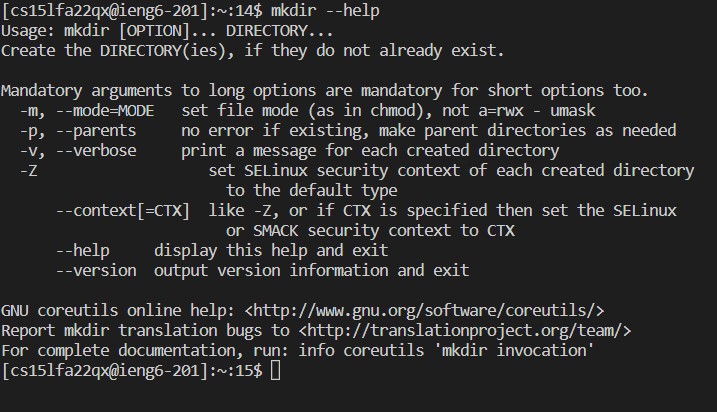 [cs15lfa22qx@ieng6-201]:~:14$ mkdir --help
Usage: mkdir [OPTION]... DIRECTORY...
Create the DIRECTORY(ies), if they do not already exist.

Mandatory arguments to long options are mandatory for short options too.
  -m, --mode=MODE   set file mode (as in chmod), not a=rwx - umask
  -p, --parents     no error if existing, make parent directories as needed
  -v, --verbose     print a message for each created directory
  -Z                   set SELinux security context of each created directory
                         to the default type
      --context[=CTX]  like -Z, or if CTX is specified then set the SELinux
                         or SMACK security context to CTX
      --help     display this help and exit
      --version  output version information and exit

GNU coreutils online help: <http://www.gnu.org/software/coreutils/>
Report mkdir translation bugs to <http://translationproject.org/team/>
For complete documentation, run: info coreutils 'mkdir invocation'
[cs15lfa22qx@ieng6-201]:~:15$